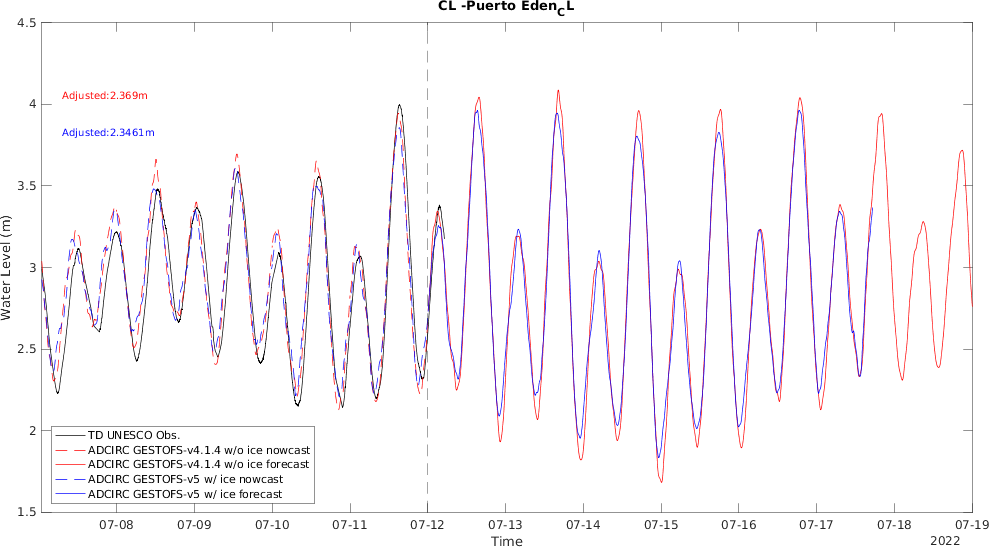 CL -Puerto Eden_CL
4.5
4
3.5
3
2.5
2
1.5
Water Level (m)
Adjusted:2.369m
Adjusted:2.3461m
TD UNESCO Obs.
ADCIRC GESTOFS-v4.1.4 w/o ice nowcast
ADCIRC GESTOFS-v4.1.4 w/o ice forecast
ADCIRC GESTOFS-v5 w/ ice nowcast
ADCIRC GESTOFS-v5 w/ ice forecast
07-08 07-09 07-10 07-11 07-12 07-13 07-14 07-15 07-16 07-17 07-18 07-19
Time
2022